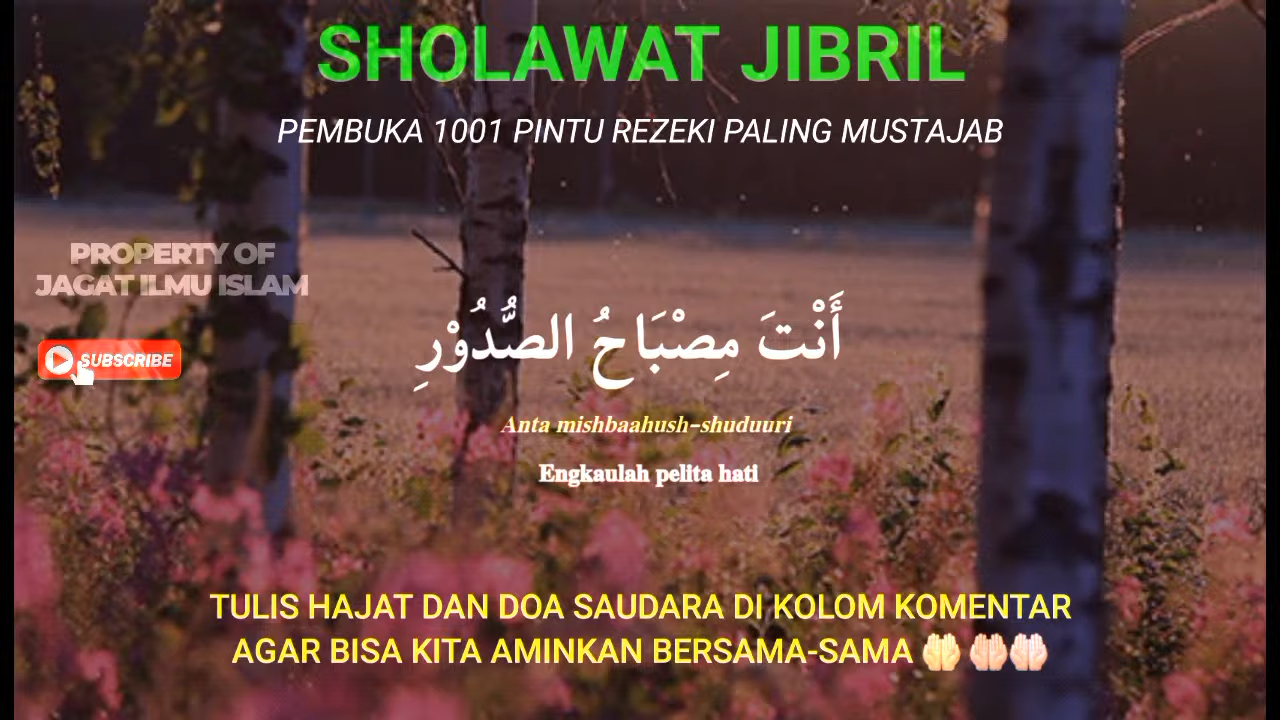 SHOLAWAT JIBRIL
PEMBUKA 1001 PINTU REZEKI PALING MUSTAJAB
PROPERTY OF
JAGAT ILMU ISLAM
SUBSCRIBE
أَنْتَ مِصْبَاحُ الصُّدُوْرِ
Anta mishbaahush-shuduuri
Engkaulah pelita hati
TULIS HAJAT DAN DOA SAUDARA DI KOLOM KOMENTAR
AGAR BISA KITA AMINKAN BERSAMA-SAMA 🤲🏻 🤲🏻🤲🏻